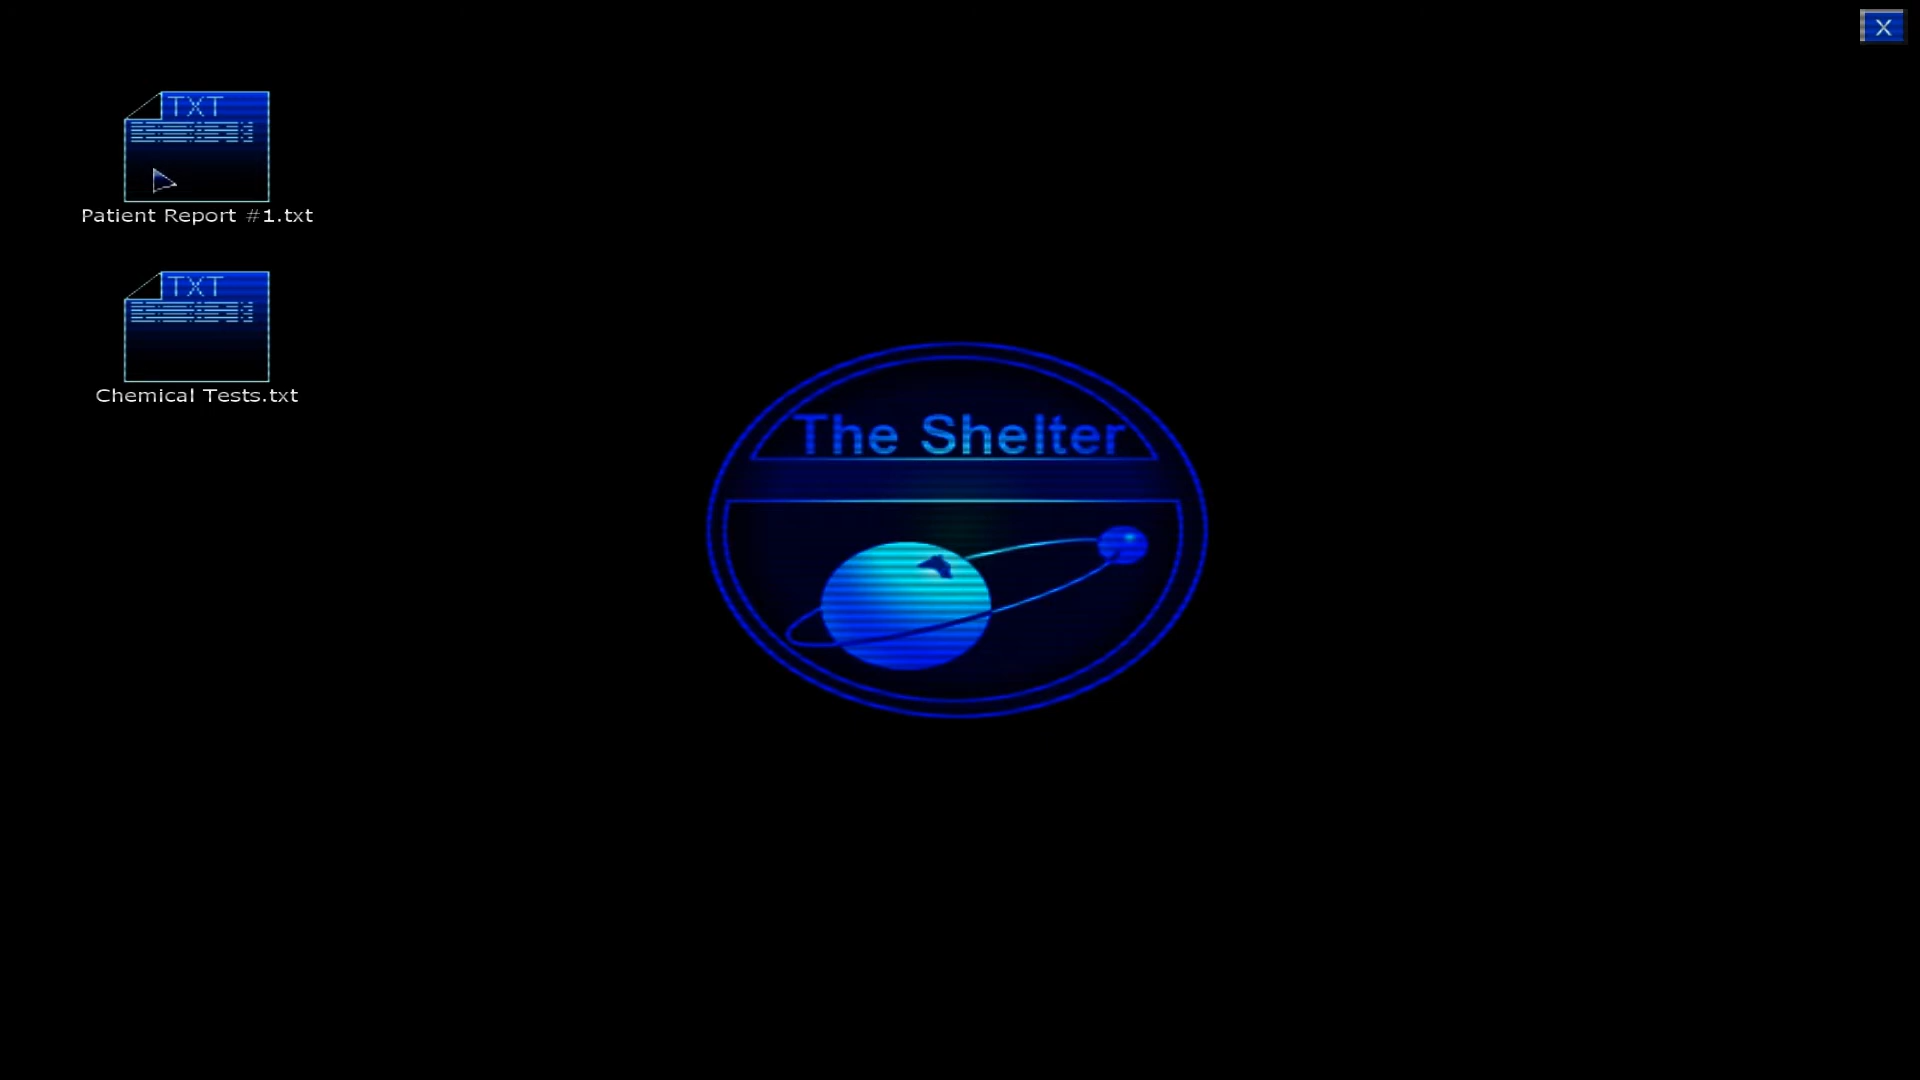 X
TXT
Patient Report #1.txt
TXT
Chemical Tests.txt
The Shelter